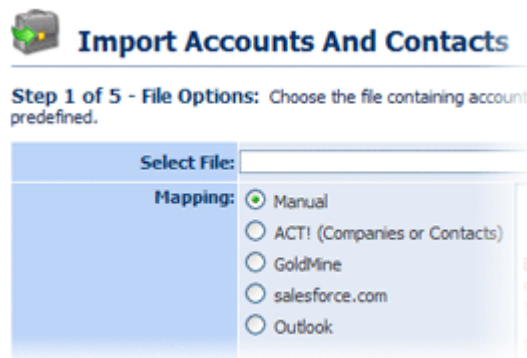 Import Accounts And Contacts
Step 1 of 5 - File Options: Choose the file containing account
predefined.
Select File:
Mapping:
Manual
ACT! (Companies or Contacts)
GoldMine
salesforce.com
Outlook